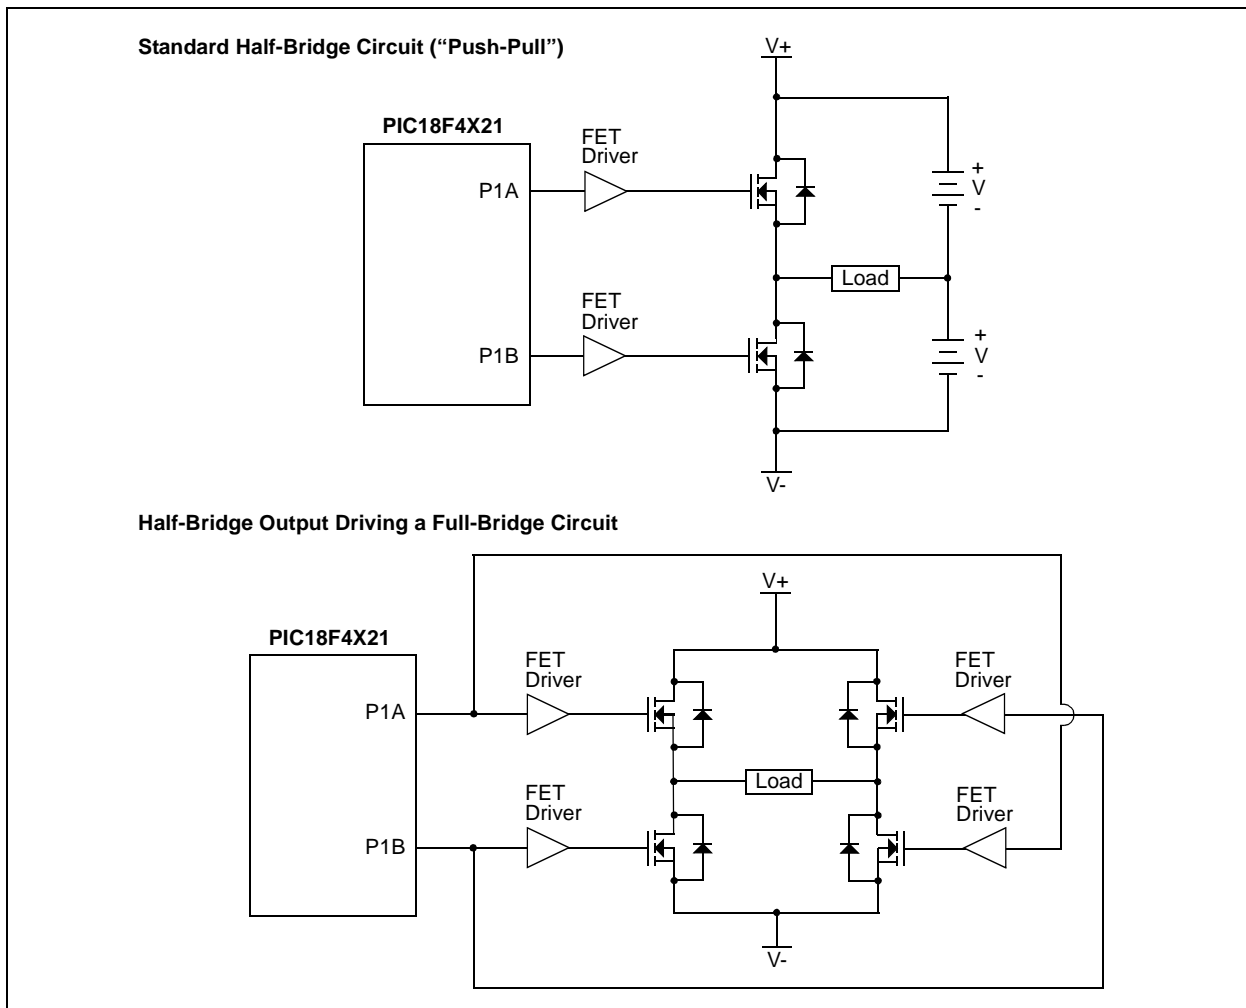 Standard Half-Bridge Circuit (“Push-Pull”)
V+
PIC18F4X21
FET
Driver
P1A
+
V
-
Load
FET
Driver
P1B
+
V
-
V-
Half-Bridge Output Driving a Full-Bridge Circuit
V+
PIC18F4X21
FET
Driver
FET
Driver
P1A
Load
FET
Driver
FET
Driver
P1B
V-